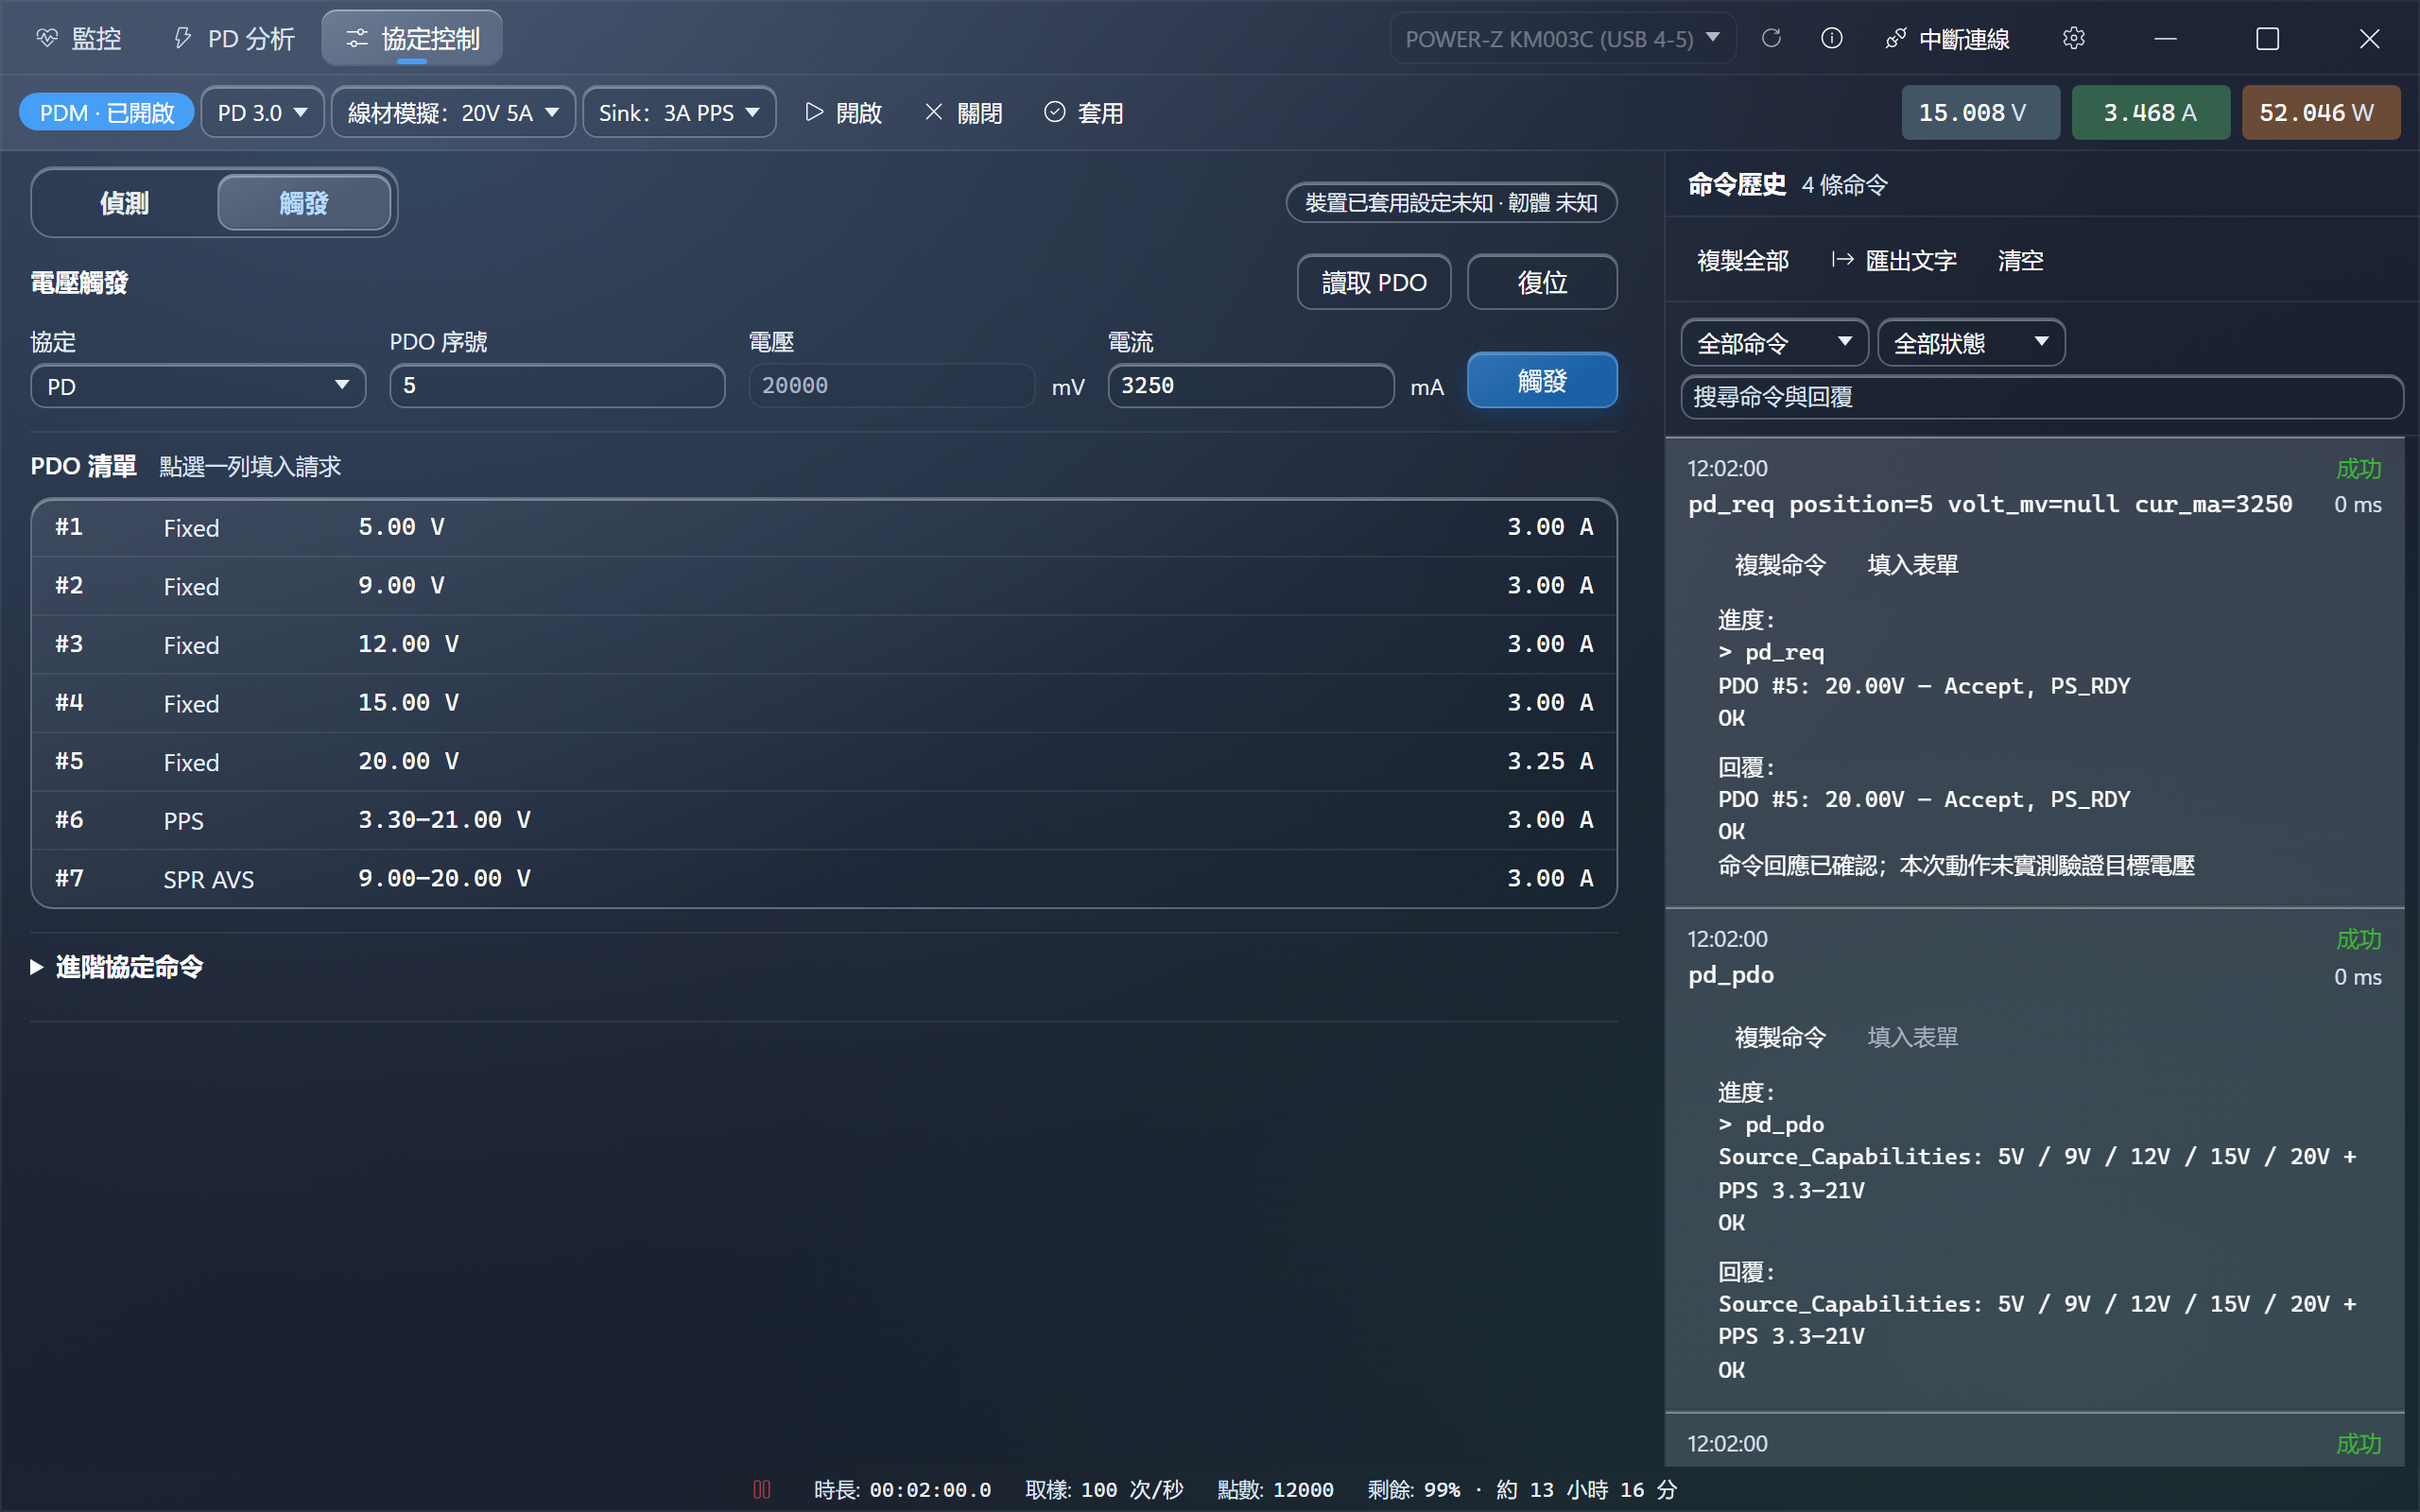 監控 PD 分析 協定控制 POWER-Z KM003C (USB 4-5) 中斷連線
PDM · 已開啟 PD 3.0 線材模擬：20V 5A Sink：3A PPS 開啟 關閉 套用 15.008 V 3.468 A 52.046 W
偵測 觸發 裝置已套用設定未知 · 韌體 未知
電壓觸發 讀取 PDO 復位
協定 PDO 序號 電壓 電流
PD 5 20000 mV 3250 mA 觸發
PDO 清單 點選一列填入請求
#1 Fixed 5.00 V 3.00 A
#2 Fixed 9.00 V 3.00 A
#3 Fixed 12.00 V 3.00 A
#4 Fixed 15.00 V 3.00 A
#5 Fixed 20.00 V 3.25 A
#6 PPS 3.30–21.00 V 3.00 A
#7 SPR AVS 9.00–20.00 V 3.00 A
進階協定命令
命令歷史 4 條命令
複製全部 匯出文字 清空
全部命令 全部狀態
搜尋命令與回覆
12:02:00 成功
pd_req position=5 volt_mv=null cur_ma=3250 0 ms
複製命令 填入表單
進度：
> pd_req
PDO #5: 20.00V — Accept, PS_RDY
OK
回覆：
PDO #5: 20.00V — Accept, PS_RDY
OK
命令回應已確認；本次動作未實測驗證目標電壓
12:02:00 成功
pd_pdo 0 ms
複製命令 填入表單
進度：
> pd_pdo
Source_Capabilities: 5V / 9V / 12V / 15V / 20V +
PPS 3.3–21V
OK
回覆：
Source_Capabilities: 5V / 9V / 12V / 15V / 20V +
PPS 3.3–21V
OK
12:02:00 成功
時長: 00:02:00.0 取樣: 100 次/秒 點數: 12000 剩餘: 99% · 約 13 小時 16 分